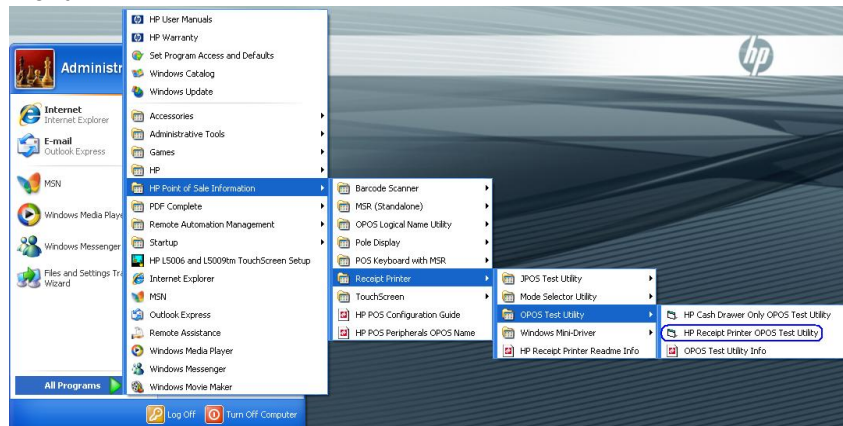 Administr
Internet
Internet Explorer
E-mail
Outlook Express
MSN
Windows Media Playe
Windows Messenger
Files and Settings Tra
Wizard
All Programs
Log Off
Turn Off Computer
HP User Manuals
HP Warranty
Set Program Access and Defaults
Windows Catalog
Windows Update
Accessories
Administrative Tools
Games
HP
HP Point of Sale Information
PDF Complete
Remote Automation Management
Startup
HP L5006 and L5009tm TouchScreen Setup
Internet Explorer
MSN
Outlook Express
Remote Assistance
Windows Media Player
Windows Messenger
Windows Movie Maker
Barcode Scanner
MSR (Standalone)
OPOS Logical Name Utility
Pole Display
POS Keyboard with MSR
Receipt Printer
TouchScreen
HP POS Configuration Guide
HP POS Peripherals OPOS Name
JPOS Test Utility
Mode Selector Utility
OPOS Test Utility
Windows Mini-Driver
HP Receipt Printer Readme Info
HP Cash Drawer Only OPOS Test Utility
HP Receipt Printer OPOS Test Utility
OPOS Test Utility Info
hp